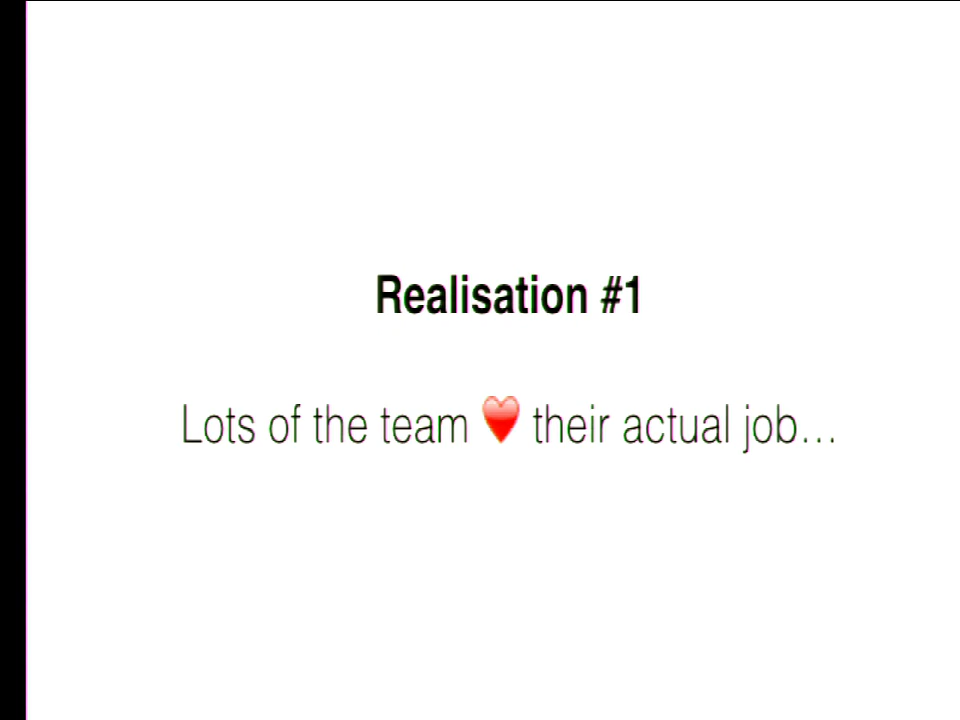 Realisation #1
Lots of the team ❤ their actual job...